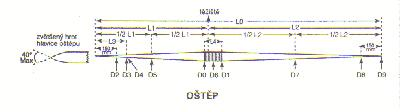 těžiště
L0
L1
L2
zvětšený hrot
hlavice oštěpu
1/2 L1
1/2 L1
1/2 L2
1/2 L2
L3
L4
150
mm
150
mm
40°
Max
D2
D3
D4
D5
D0
D6
D1
D7
D8
D9
OŠTĚP